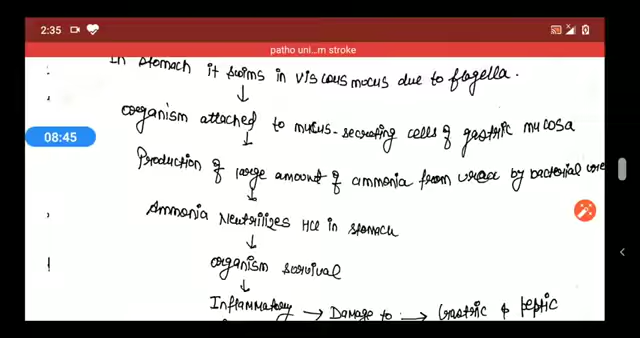 2:35
patho uni...m stroke
In stomach it swims in viscous mucus due to flagella.
↓
08:45
organism attached to mucus-secreting cells of gastric mucosa
↓
Production of large amount of ammonia from urea by bacterial
↓
Ammonia Neutrilizes HCl in stomach
↓
organism survival
↓
Inflammatory → Damage to → Gastric & peptic